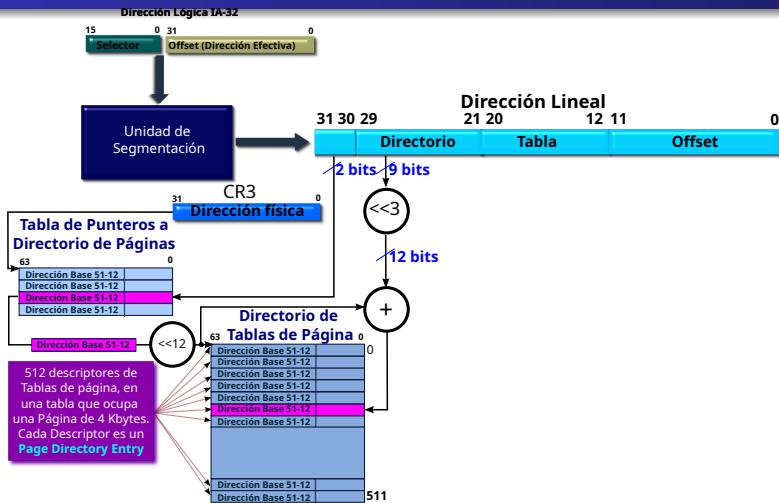 Dirección Lógica IA-32
15 0 31 0
Selector Offset (Dirección Efectiva)
Unidad de
Segmentación
Dirección Lineal
31 30 29 21 20 12 11 0
Directorio Tabla Offset
2 bits 9 bits
<<3
12 bits
+
CR3
31 0
Dirección física
Tabla de Punteros a
Directorio de Páginas
63 0
Dirección Base 51-12
Dirección Base 51-12
Dirección Base 51-12
Dirección Base 51-12
Dirección Base 51-12
<<12
Directorio de
Tablas de Página
63 0
Dirección Base 51-12 0
Dirección Base 51-12
Dirección Base 51-12
Dirección Base 51-12
Dirección Base 51-12
Dirección Base 51-12
Dirección Base 51-12
Dirección Base 51-12
Dirección Base 51-12 511
512 descriptores de
Tablas de página, en
una tabla que ocupa
una Página de 4 Kbytes.
Cada Descriptor es un
Page Directory Entry